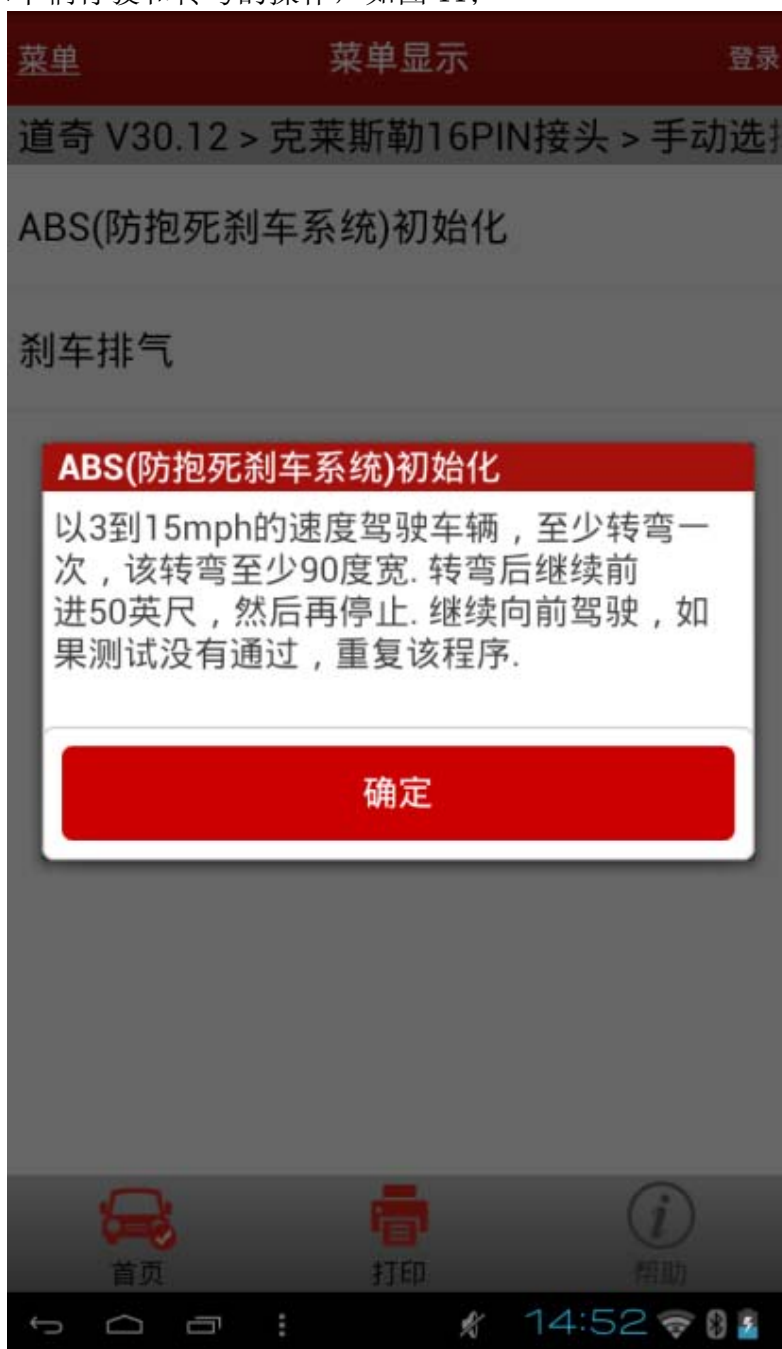 菜单 菜单显示 登录
道奇 V30.12 > 克莱斯勒16PIN接头 > 手动选
ABS(防抱死刹车系统)初始化
刹车排气
ABS(防抱死刹车系统)初始化
以3到15mph的速度驾驶车辆，至少转弯一
次，该转弯至少90度宽. 转弯后继续前
进50英尺，然后再停止. 继续向前驾驶，如
果测试没有通过，重复该程序.
确定
首页 打印 帮助
14:52